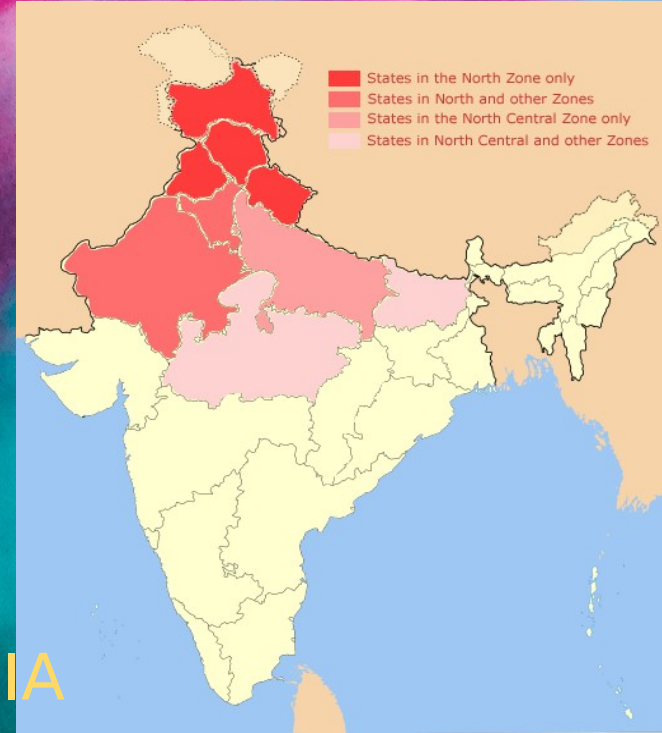 States in the North Zone only
States in North and other Zones
States in the North Central Zone only
States in North Central and other Zones
IA